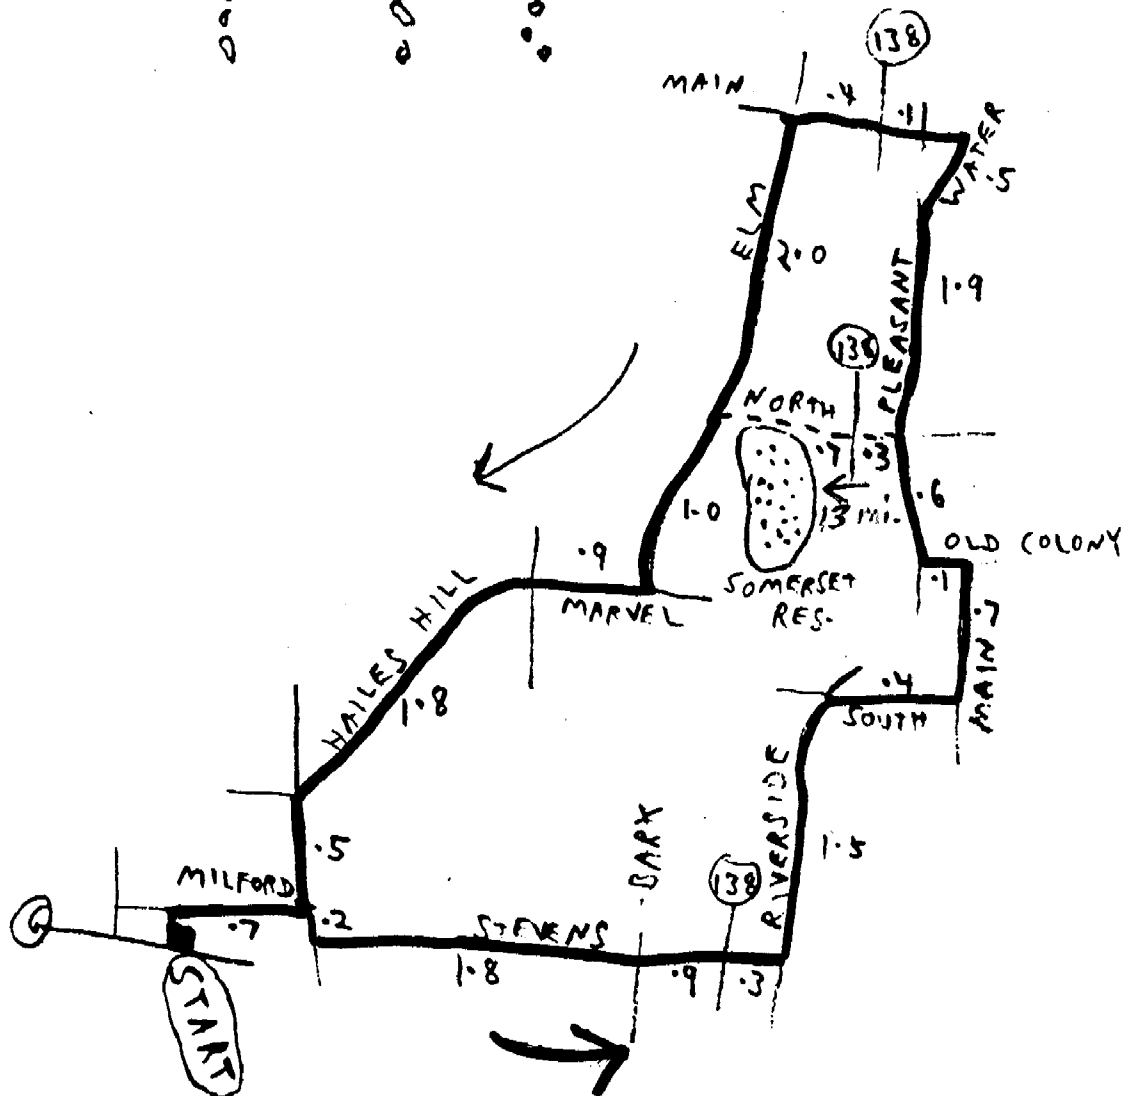 138
MAIN
.4
.1
WATER
.5
ELM
2.0
PLEASANT
1.9
138
NORTH
.7
.3
1.0
13 mi.
.6
OLD COLONY
.1
.9
SOMERSET
RES.
MARVEL
.7
MAIN
HAILES HILL
1.8
.4
SOUTH
RIVERSIDE
1.5
.5
BARK
138
MILFORD
.7
.2
STEVENS
1.8
.9
.3
START